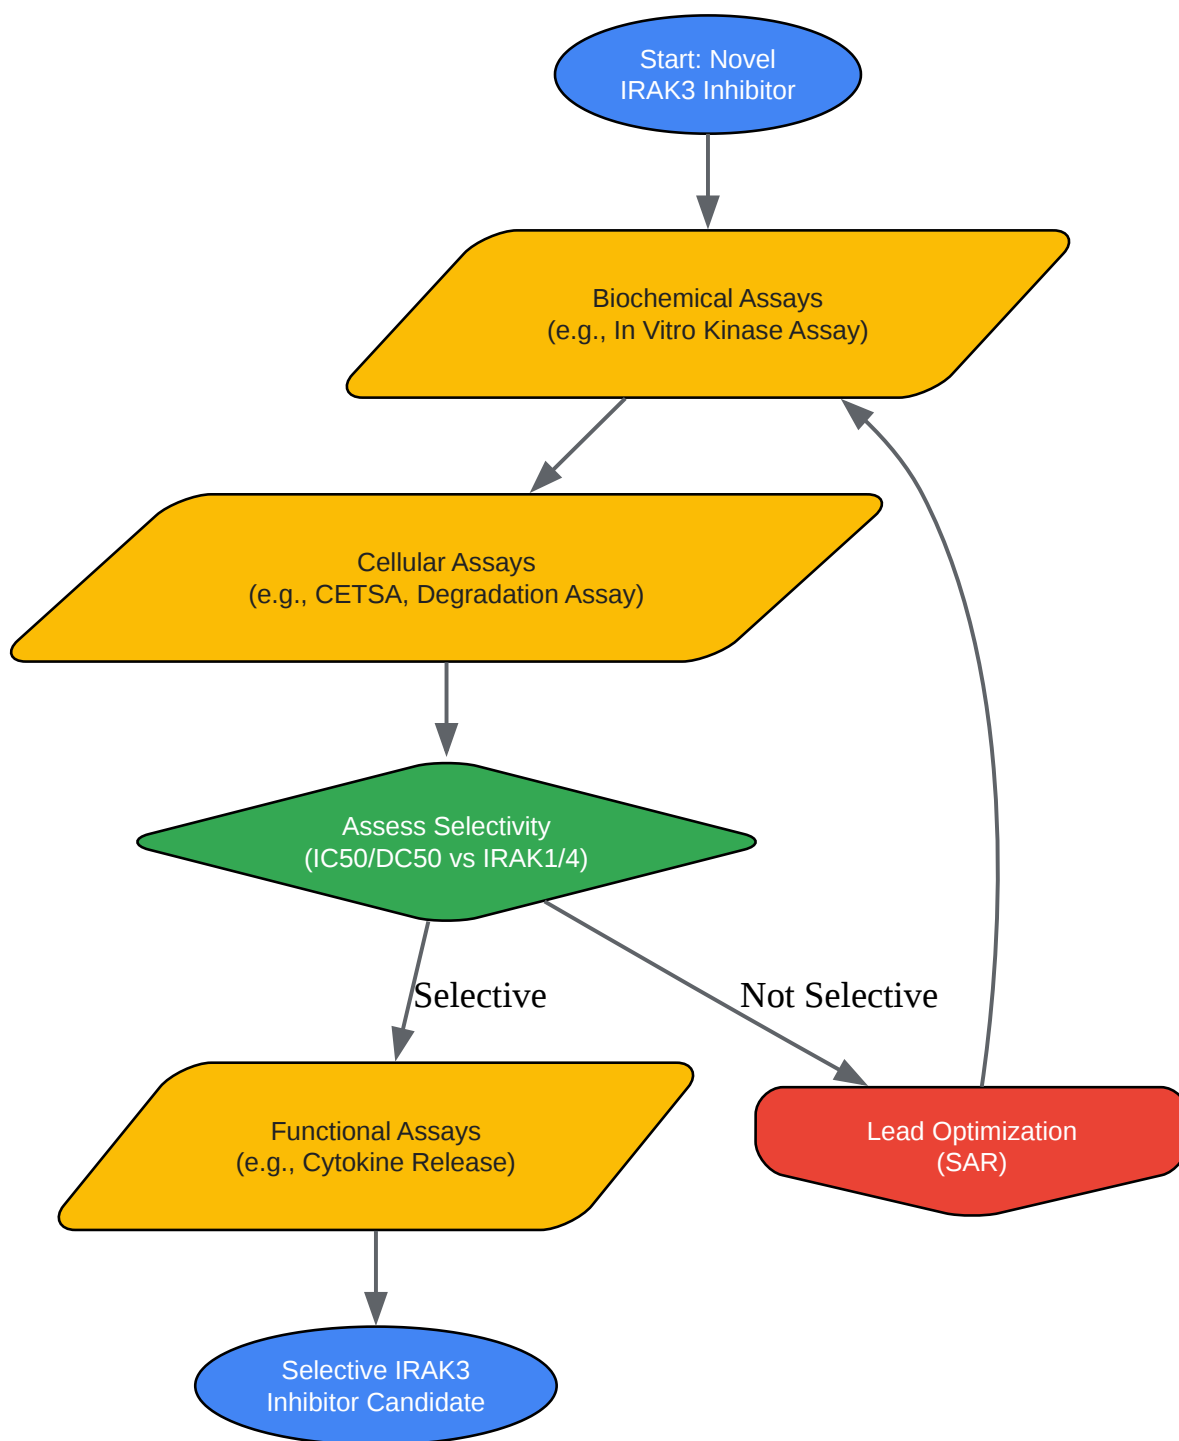 Start: Novel
IRAK3 Inhibitor
Biochemical Assays
(e.g., In Vitro Kinase Assay)
Cellular Assays
(e.g., CETSA, Degradation Assay)
Assess Selectivity
(IC50/DC50 vs IRAK1/4)
Selective
Not Selective
Functional Assays
(e.g., Cytokine Release)
Lead Optimization
(SAR)
Selective IRAK3
Inhibitor Candidate